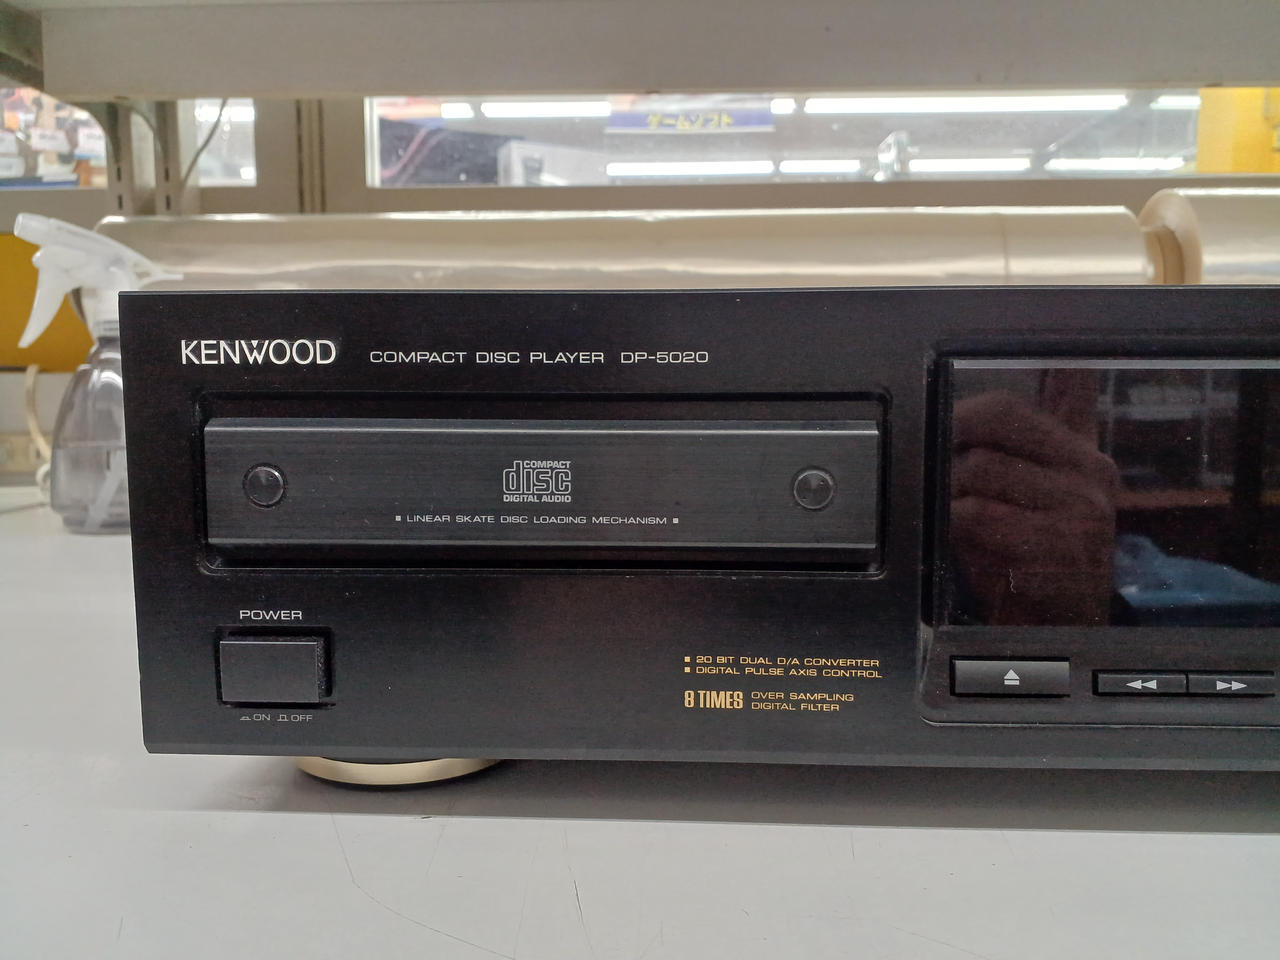 ゲームソフト
KENWOOD COMPACT DISC PLAYER DP-5020
COMPACT
disc
DIGITAL AUDIO
LINEAR SKATE DISC LOADING MECHANISM
POWER
ON OFF
20 BIT DUAL D/A CONVERTER
DIGITAL PULSE AXIS CONTROL
8 TIMES OVER SAMPLING
DIGITAL FILTER